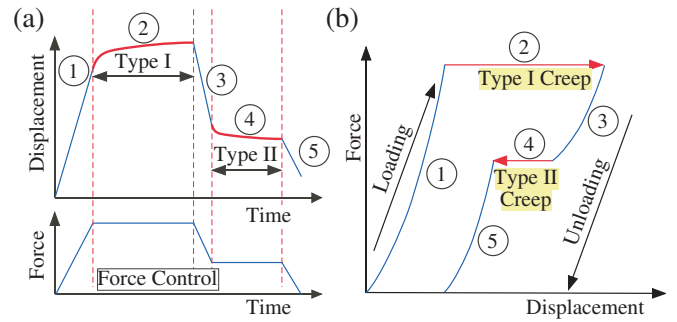 (a)
Displacement
1
2
Type I
3
4
Type II
5
Time
Force
Force Control
Time
(b)
Force
Loading
1
2
Type I Creep
3
4
Type II
Creep
5
Unloading
Displacement